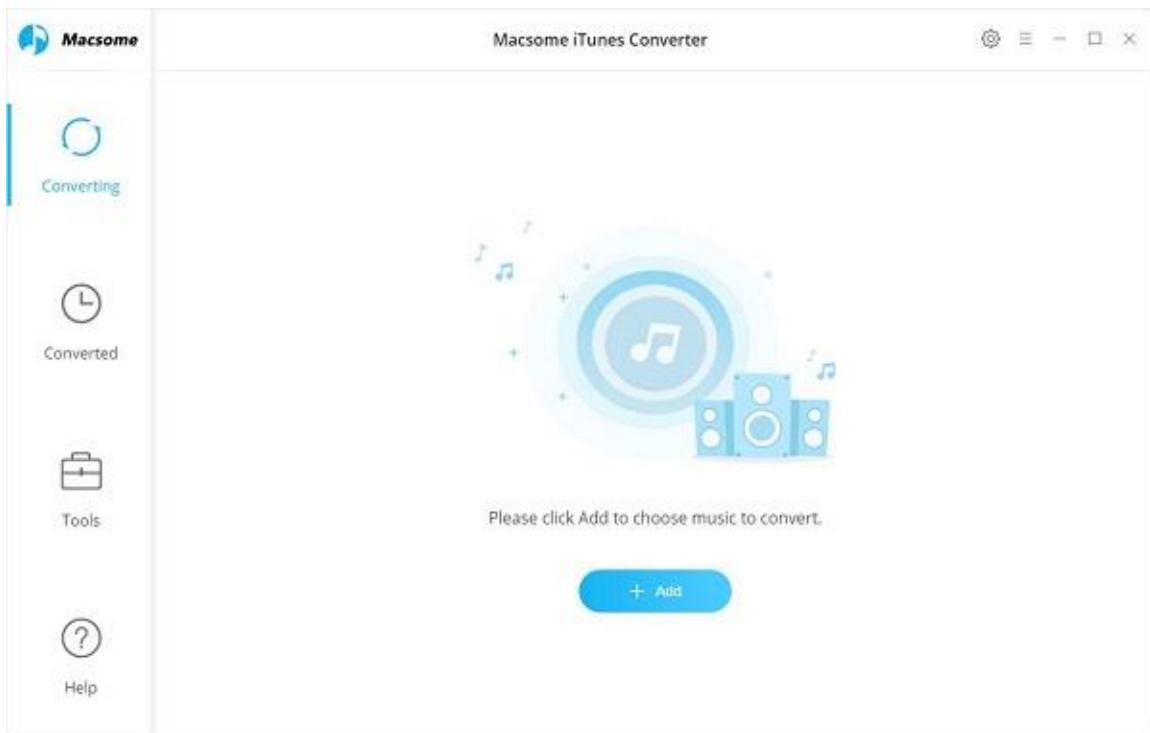 Macsome
Macsome iTunes Converter
Converting
Converted
Tools
Help
Please click Add to choose music to convert.
+ Add